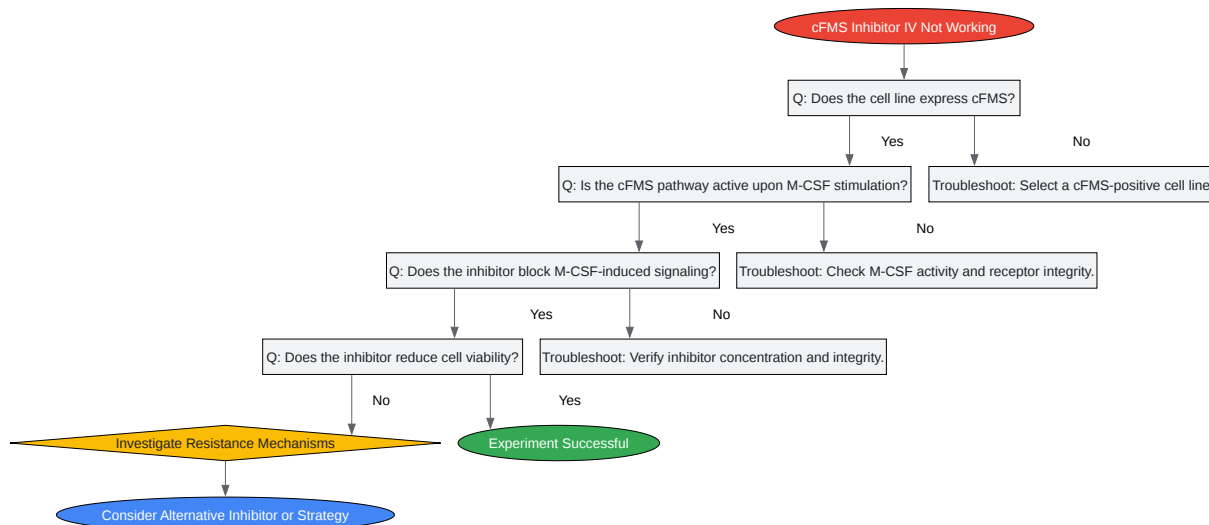 cFMS Inhibitor IV Not Working
Q: Does the cell line express cFMS?
Yes
No
Q: Is the cFMS pathway active upon M-CSF stimulation?
Troubleshoot: Select a cFMS-positive cell line
Yes
No
Q: Does the inhibitor block M-CSF-induced signaling?
Troubleshoot: Check M-CSF activity and receptor integrity.
Yes
No
Q: Does the inhibitor reduce cell viability?
Troubleshoot: Verify inhibitor concentration and integrity.
No
Yes
Investigate Resistance Mechanisms
Experiment Successful
Consider Alternative Inhibitor or Strategy